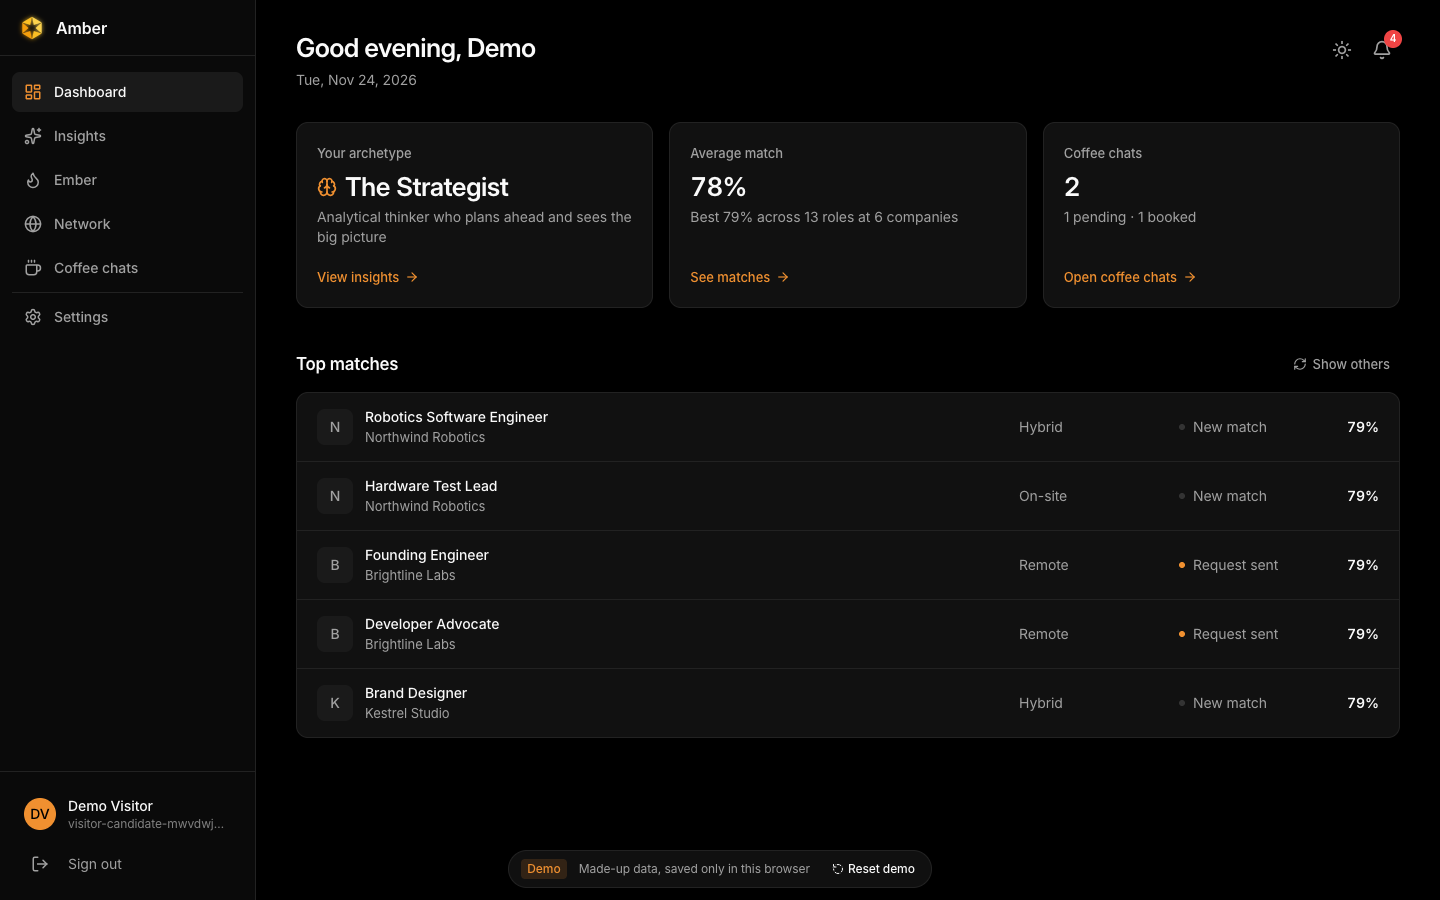 Amber
Dashboard
Insights
Ember
Network
Coffee chats
Settings
DV
Demo Visitor
visitor-candidate-mwvdwj...
Sign out
Good evening, Demo
Tue, Nov 24, 2026
4
Your archetype
The Strategist
Analytical thinker who plans ahead and sees the
big picture
View insights →
Average match
78%
Best 79% across 13 roles at 6 companies
See matches →
Coffee chats
2
1 pending · 1 booked
Open coffee chats →
Top matches
Show others
N
Robotics Software Engineer
Northwind Robotics
Hybrid
New match
79%
N
Hardware Test Lead
Northwind Robotics
On-site
New match
79%
B
Founding Engineer
Brightline Labs
Remote
Request sent
79%
B
Developer Advocate
Brightline Labs
Remote
Request sent
79%
K
Brand Designer
Kestrel Studio
Hybrid
New match
79%
Demo
Made-up data, saved only in this browser
Reset demo